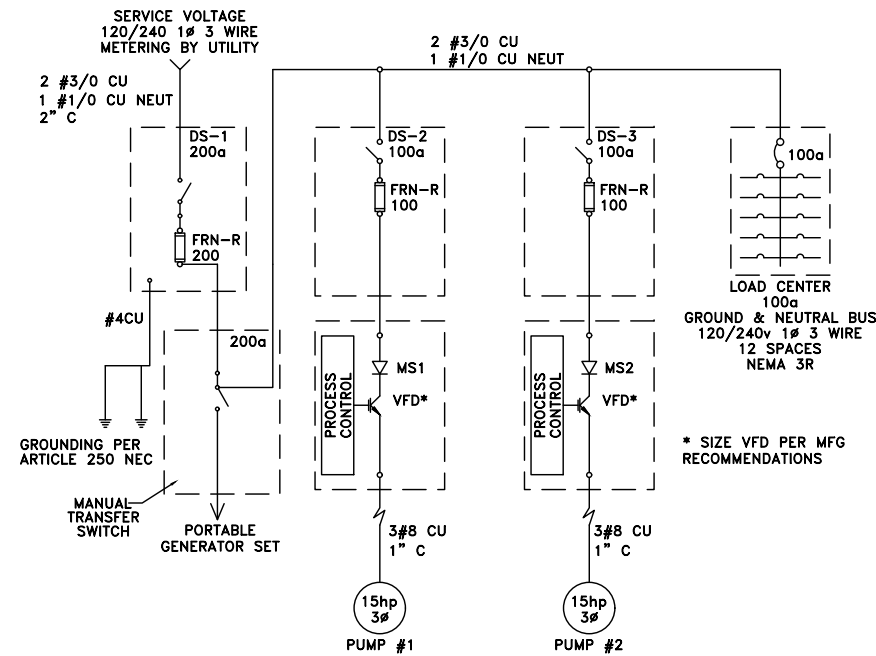 SERVICE VOLTAGE
120/240 1ø 3 WIRE
METERING BY UTILITY
2 #3/0 CU
1 #1/0 CU NEUT
2" C
2 #3/0 CU
1 #1/0 CU NEUT
DS-1
200a
FRN-R
200
#4CU
GROUNDING PER
ARTICLE 250 NEC
200a
MANUAL
TRANSFER
SWITCH
PORTABLE
GENERATOR SET
DS-2
100a
FRN-R
100
PROCESS
CONTROL
MS1
VFD*
3#8 CU
1" C
15hp
3ø
PUMP #1
DS-3
100a
FRN-R
100
PROCESS
CONTROL
MS2
VFD*
3#8 CU
1" C
15hp
3ø
PUMP #2
100a
LOAD CENTER
100a
GROUND & NEUTRAL BUS
120/240v 1ø 3 WIRE
12 SPACES
NEMA 3R
* SIZE VFD PER MFG
RECOMMENDATIONS